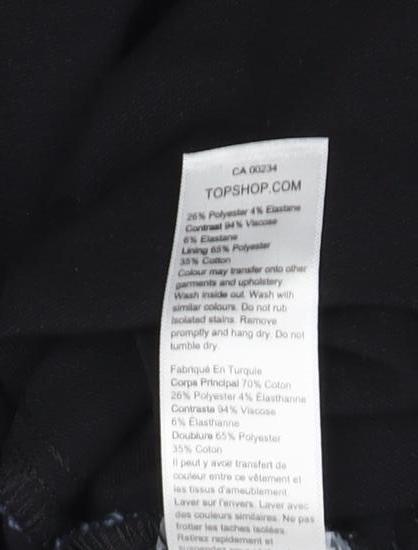 CA 00234
TOPSHOP.COM
26% Polyester 4% Elastane
Contrast 94% Viscose
6% Elastane
Lining 65% Polyester
35% Cotton
Colour may transfer onto other
garments and upholstery
Wash inside out. Wash with
similar colours. Do not rub
isolated stains. Remove
promptly and hang dry. Do not
tumble dry.
Fabriqué En Turquie
Corps Principal 70% Coton
26% Polyester 4% Élasthanne
Contraste 94% Viscose
6% Élasthanne
Doublure 65% Polyester
35% Coton
Il peut y avoir transfert de
couleur entre ce vêtement et
les tissus d'ameublement.
Laver sur l'envers. Laver avec
des couleurs similaires. Ne pas
frotter les taches isolées.
Retirez rapidement et